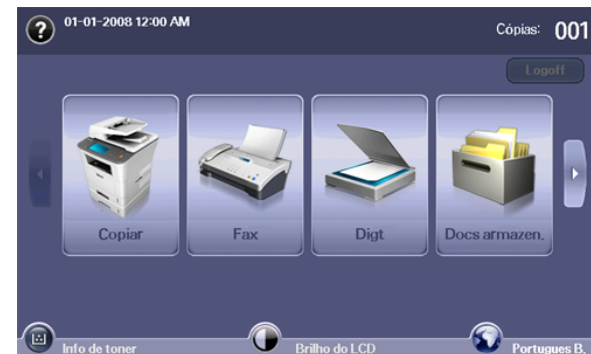 ? 01-01-2008 12:00 AM
Cópias: 001
Logoff
Copiar
Fax
Digt
Docs armazen.
Info de toner
Brilho do LCD
Portugues B.